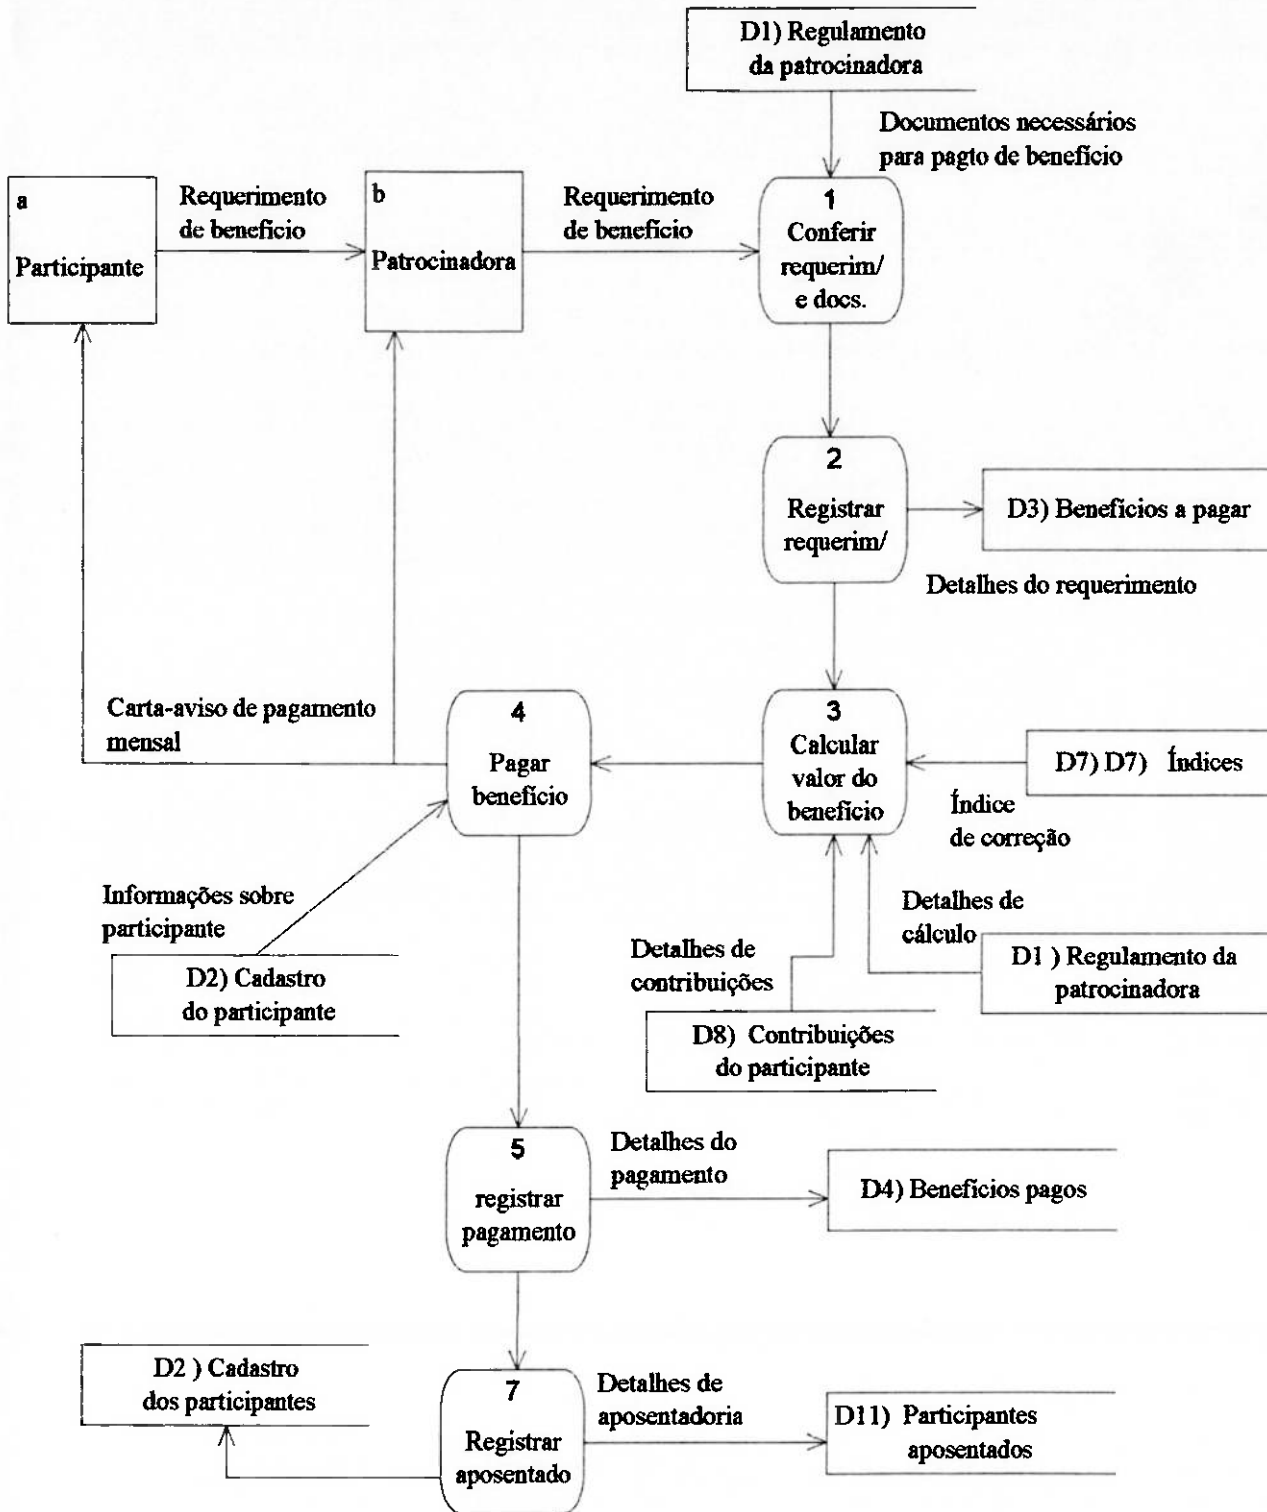 D1) Regulamento
da patrocinadora
Documentos necessários
para pagto de benefício
a
Participante
Requerimento
de benefício
b
Patrocinadora
Requerimento
de benefício
1
Conferir
requerim/
e docs.
2
Registrar
requerim/
D3) Benefícios a pagar
Detalhes do requerimento
Carta-aviso de pagamento
mensal
4
Pagar
benefício
3
Calcular
valor do
benefício
D7) D7) Índices
Índice
de correção
Informações sobre
participante
D2) Cadastro
do participante
Detalhes de
contribuições
Detalhes de
cálculo
D1 ) Regulamento da
patrocinadora
D8) Contribuições
do participante
5
registrar
pagamento
Detalhes do
pagamento
D4) Benefícios pagos
D2 ) Cadastro
dos participantes
7
Registrar
aposentado
Detalhes de
aposentadoria
D11) Participantes
aposentados